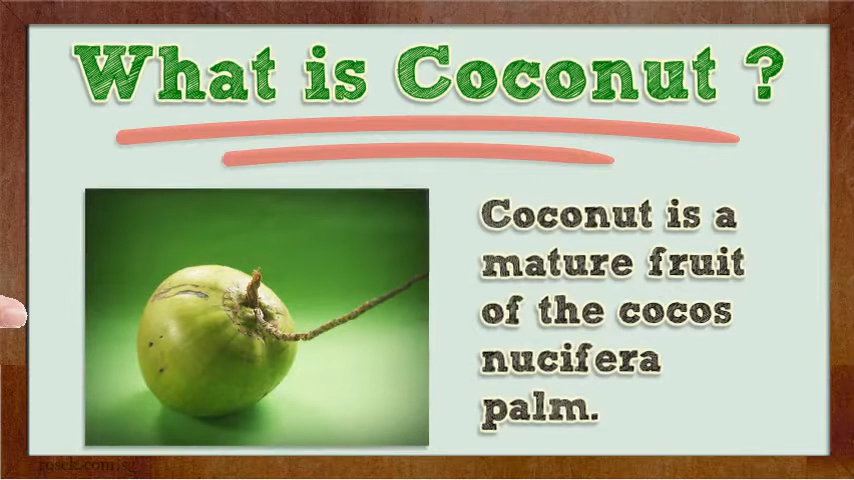 What is Coconut ?
Coconut is a
mature fruit
of the cocos
nucifera
palm.